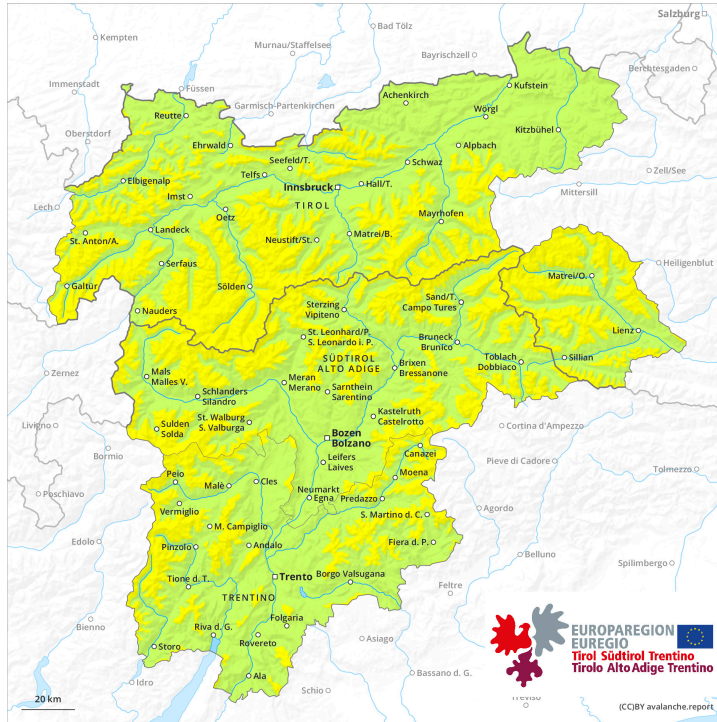 Salzburg
Kempten
Bad Tölz
Murnau/Staffelsee
Bayrischzell
Berchtesgaden
Immenstadt
Füssen
Kufstein
Achenkirch
Garmisch-Partenkirchen
Reutte
Wörgl
Oberstdorf
Kitzbühel
Ehrwald
Alpbach
Seefeld/T.
Schwaz
Zell/See
Telfs
Elbigenalp
Innsbruck
Hall/T.
Mittersill
Imst
TIROL
Lech
Oetz
Mayrhofen
Landeck
St. Anton/A.
Neustift/St.
Matrei/B.
Serfaus
Heiligenblut
Matrei/O.
Galtür
Sölden
Sand/T.
Campo Tures
Nauders
Sterzing
Vipiteno
Lienz
St. Leonhard/P.
S. Leonardo i. P.
Bruneck
Brunico
Toblach
Dobbiaco
Sillian
SÜDTIROL
ALTO ADIGE
Brixen
Bressanone
Zernez
Mals
Malles V.
Meran
Merano
Sarnthein
Sarentino
Schlanders
Silandro
Kastelruth
Castelrotto
St. Walburg
S. Valburga
Livigno
Sulden
Solda
Cortina d'Ampezzo
Bozen
Bolzano
Bormio
Canazei
Pieve di Cadore
Leifers
Laives
Tolmezzo
Moena
Peio
Malè
Cles
Poschiavo
Neumarkt
Egna
Predazzo
Vermiglio
Agordo
S. Martino d. C.
M. Campiglio
Edolo
Pinzolo
Andalo
Fiera d. P.
Belluno
Spilimbergo
Trento
Borgo Valsugana
Tione d. T.
Feltre
TRENTINO
Bienno
Folgaria
Riva d. G.
Rovereto
Asiago
Storo
EUROPAREGION
EUREGIO
Tirol Südtirol Trentino
Tirolo Alto Adige Trentino
Ala
Idro
Schio
Bassano d. G.
Treviso
20 km
(CC)BY avalanche.report